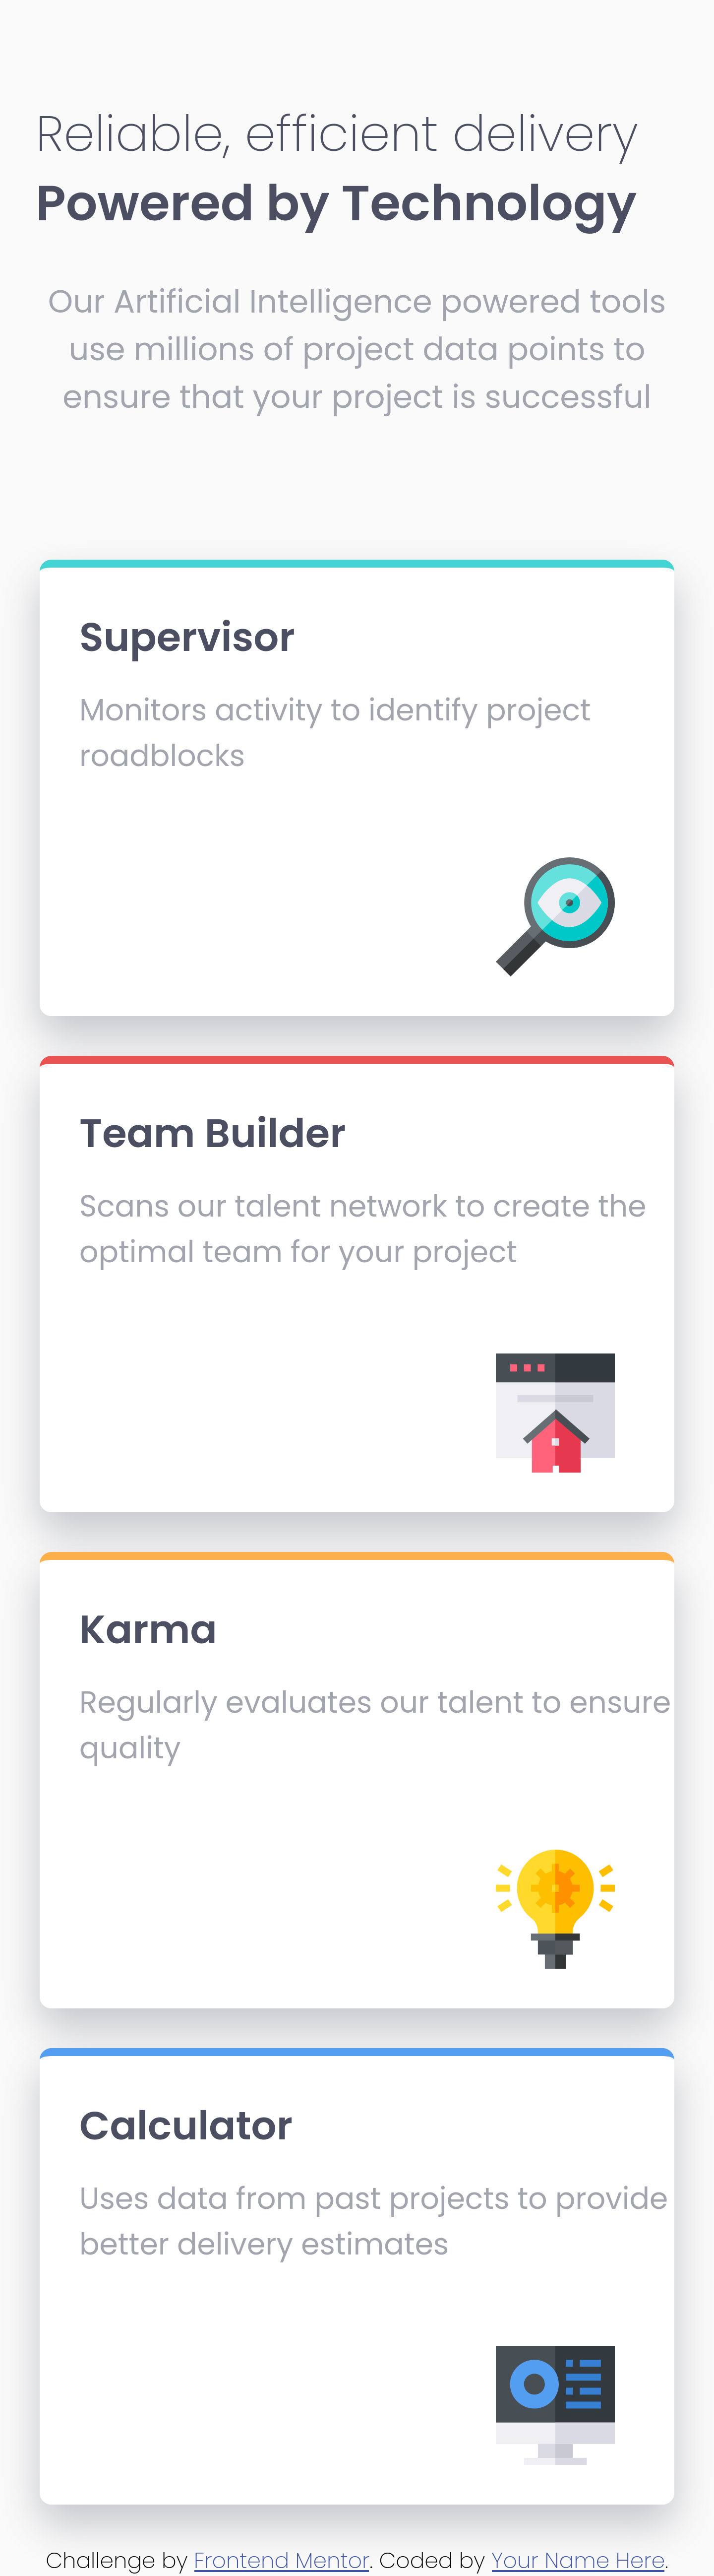 Reliable, efficient delivery
Powered by Technology
Our Artificial Intelligence powered tools
use millions of project data points to
ensure that your project is successful
Supervisor
Monitors activity to identify project
roadblocks
Team Builder
Scans our talent network to create the
optimal team for your project
Karma
Regularly evaluates our talent to ensure
quality
Calculator
Uses data from past projects to provide
better delivery estimates
Challenge by Frontend Mentor. Coded by Your Name Here.